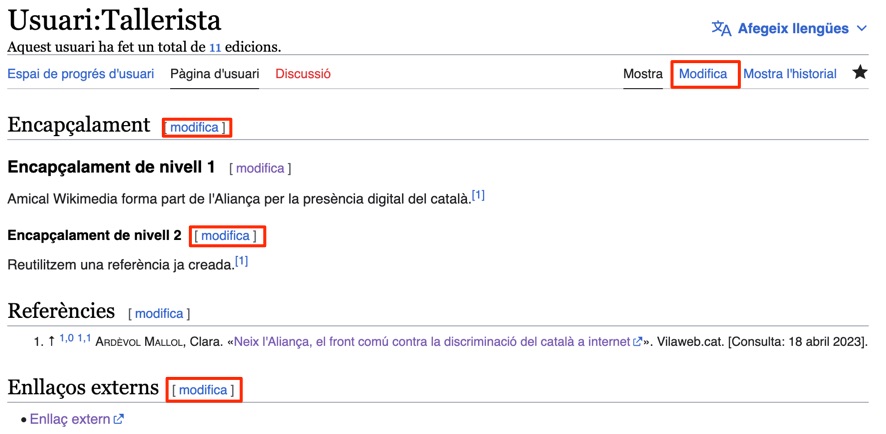 Usuari:Tallerista
Afegeix llengües
Aquest usuari ha fet un total de 11 edicions.
Espai de progrés d'usuari Pàgina d'usuari Discussió Mostra Modifica Mostra l'historial
Encapçalament [ modifica ]
Encapçalament de nivell 1 [ modifica ]
Amical Wikimedia forma part de l'Aliança per la presència digital del català.[1]
Encapçalament de nivell 2 [ modifica ]
Reutilitzem una referència ja creada.[1]
Referències [ modifica ]
1. ↑ 1,0 1,1 Ardèvol Mallol, Clara. «Neix l'Aliança, el front comú contra la discriminació del català a internet». Vilaweb.cat. [Consulta: 18 abril 2023].
Enllaços externs [ modifica ]
• Enllaç extern